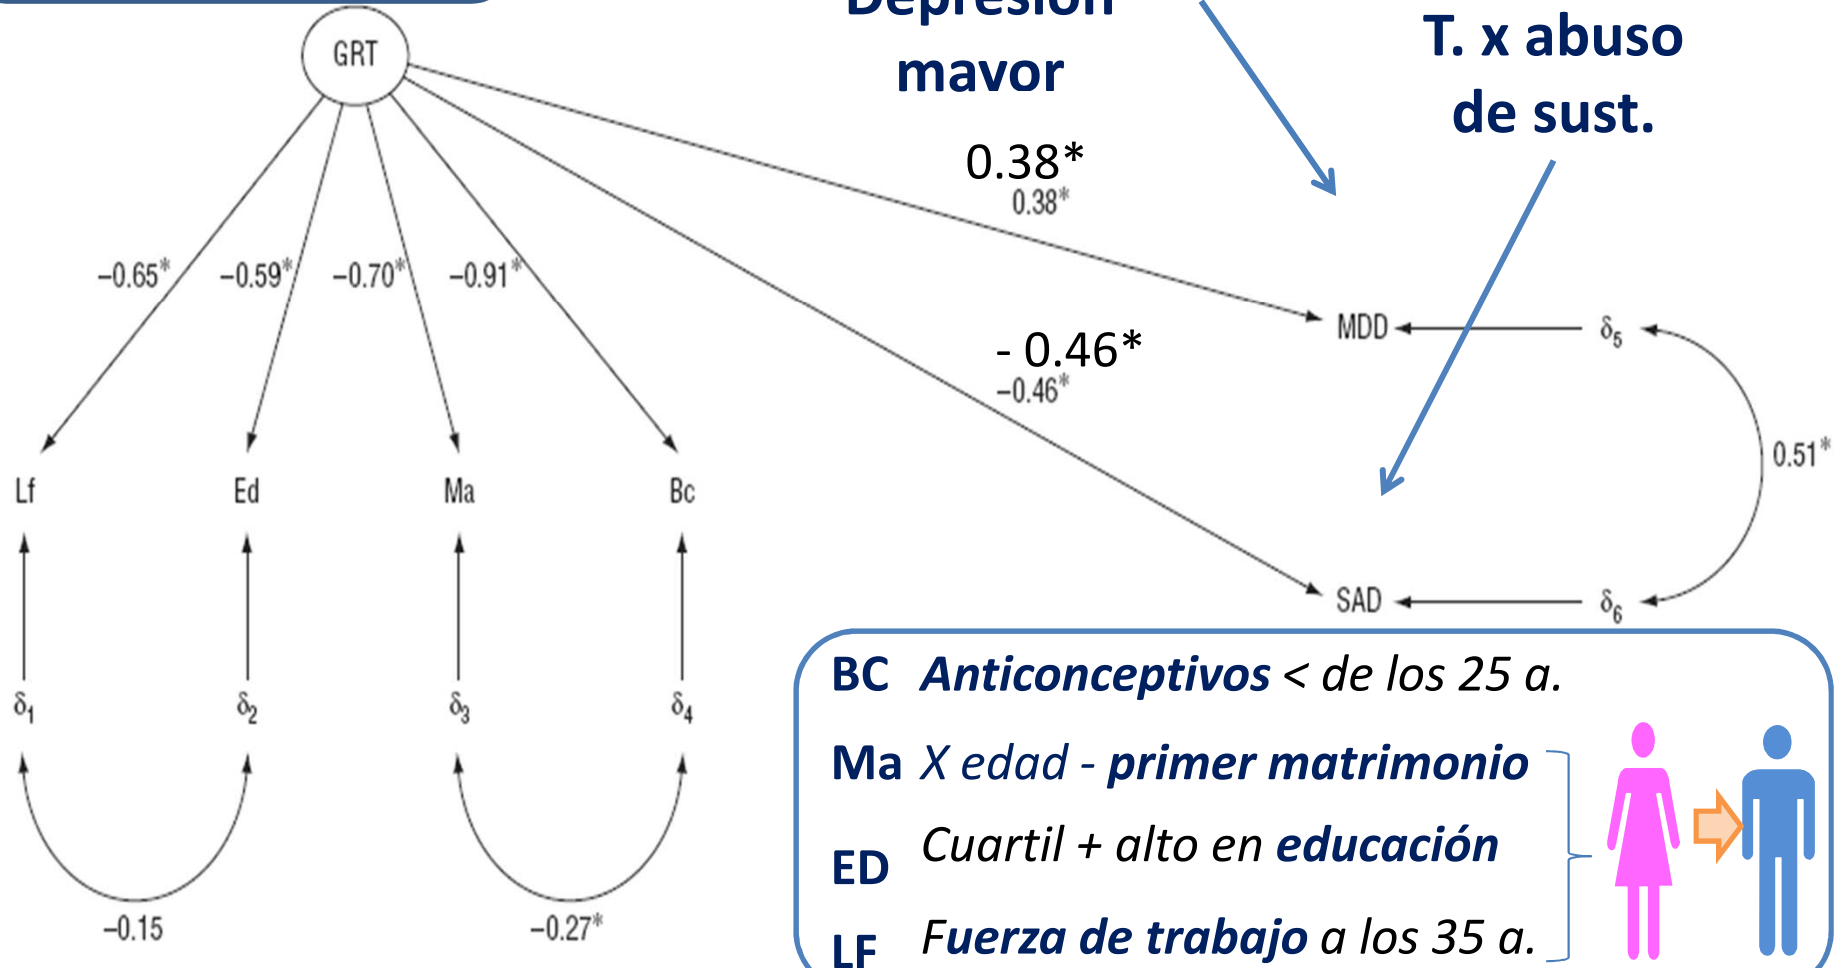 Depresión
mayor
T. x abuso
de sust.
GRT
0.38*
0.38*
–0.65*
–0.59*
–0.70*
–0.91*
- 0.46*
–0.46*
MDD
δ5
0.51*
Lf
Ed
Ma
Bc
SAD
δ6
δ1
δ2
δ3
δ4
–0.15
–0.27*
BC Anticonceptivos < de los 25 a.
Ma X edad - primer matrimonio
ED Cuartil + alto en educación
LF Fuerza de trabajo a los 35 a.